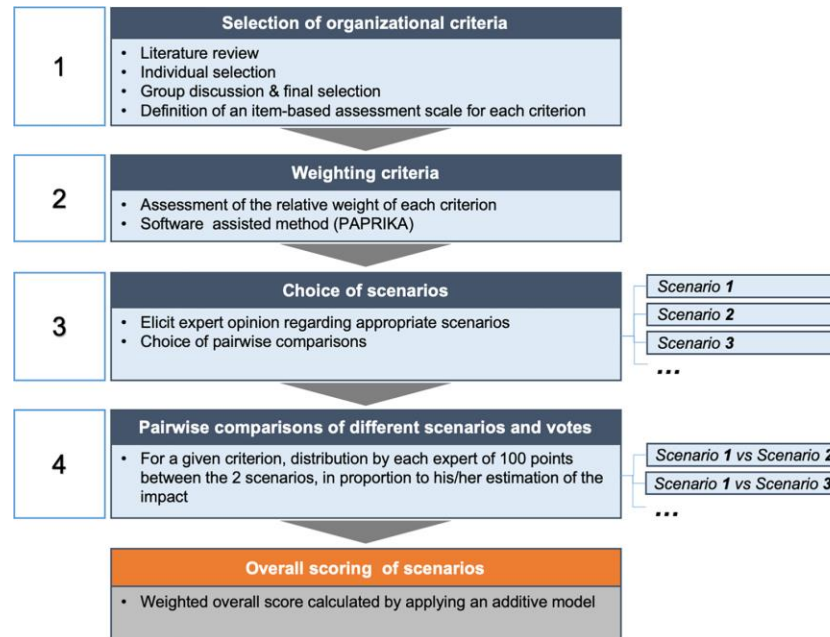 Selection of organizational criteria
1
• Literature review
• Individual selection
• Group discussion & final selection
• Definition of an item-based assessment scale for each criterion
Weighting criteria
2
• Assessment of the relative weight of each criterion
• Software assisted method (PAPRIKA)
Choice of scenarios
3
• Elicit expert opinion regarding appropriate scenarios
• Choice of pairwise comparisons
Scenario 1
Scenario 2
Scenario 3
...
Pairwise comparisons of different scenarios and votes
4
• For a given criterion, distribution by each expert of 100 points
between the 2 scenarios, in proportion to his/her estimation of the
impact
Scenario 1 vs Scenario 2
Scenario 1 vs Scenario 3
...
Overall scoring of scenarios
• Weighted overall score calculated by applying an additive model